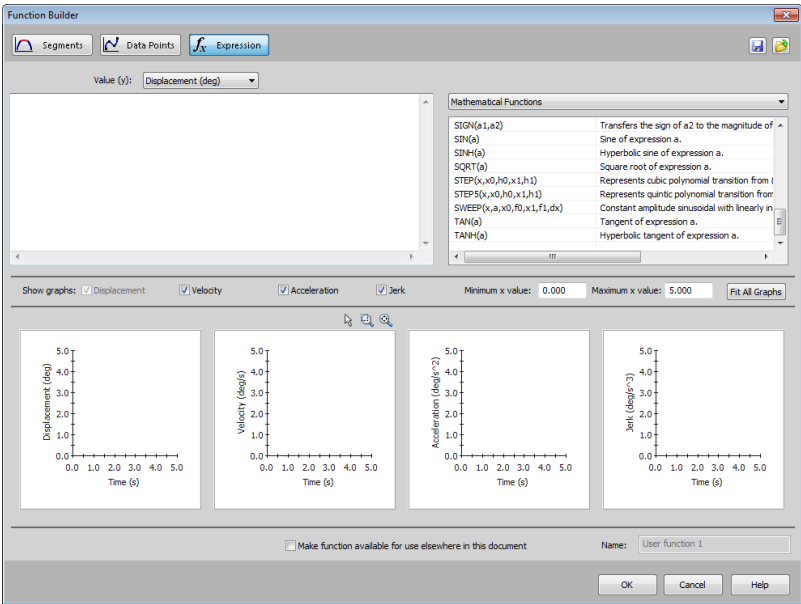 Function Builder
Segments
Data Points
fx Expression
Value (y): Displacement (deg)
Mathematical Functions
SIGN(a1,a2) Transfers the sign of a2 to the magnitude of
SIN(a) Sine of expression a.
SINH(a) Hyperbolic sine of expression a.
SQRT(a) Square root of expression a.
STEP(x,x0,h0,x1,h1) Represents cubic polynomial transition from (
STEP5(x,x0,h0,x1,h1) Represents quintic polynomial transition from
SWEEP(x,a,x0,f0,x1,f1,dx) Constant amplitude sinusoidal with linearly in
TAN(a) Tangent of expression a.
TANH(a) Hyperbolic tangent of expression a.
Show graphs: Displacement Velocity Acceleration Jerk Minimum x value: 0.000 Maximum x value: 5.000 Fit All Graphs
Displacement (deg)
5.0
4.0
3.0
2.0
1.0
0.0
0.0 1.0 2.0 3.0 4.0 5.0
Time (s)
Velocity (deg/s)
5.0
4.0
3.0
2.0
1.0
0.0
0.0 1.0 2.0 3.0 4.0 5.0
Time (s)
Acceleration (deg/s^2)
5.0
4.0
3.0
2.0
1.0
0.0
0.0 1.0 2.0 3.0 4.0 5.0
Time (s)
Jerk (deg/s^3)
5.0
4.0
3.0
2.0
1.0
0.0
0.0 1.0 2.0 3.0 4.0 5.0
Time (s)
Make function available for use elsewhere in this document
Name: User function 1
OK Cancel Help